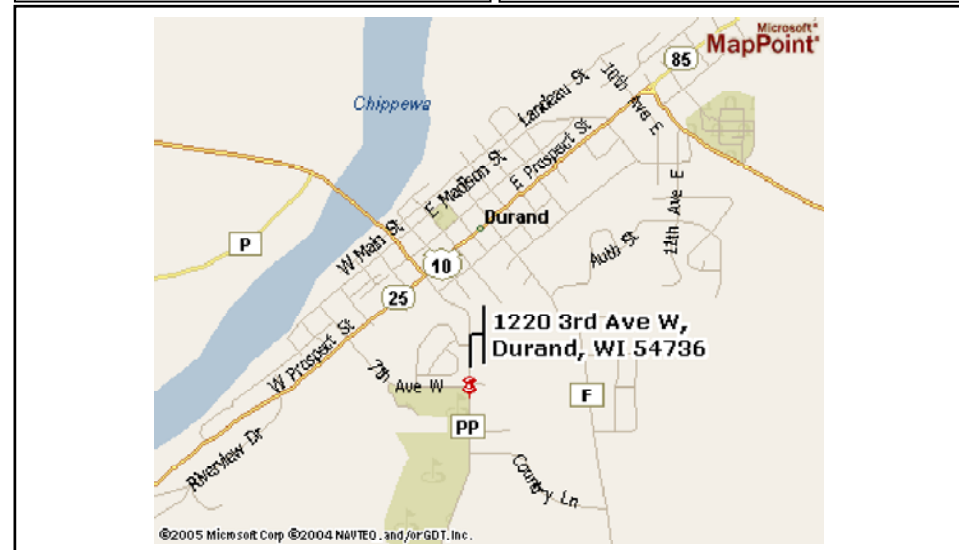 Microsoft®
MapPoint®
85
10th Ave E
Landeau St
Chippewa
E Prospect St
E Madison St
Durand
11th Ave E
Auth St
W Main St
P
10
25
1220 3rd Ave W,
Durand, WI 54736
W Prospect St
7th Ave W
F
PP
Riverview Dr
Country Ln
©2005 Microsoft Corp ©2004 NAVTEQ, and/or GDT, Inc.